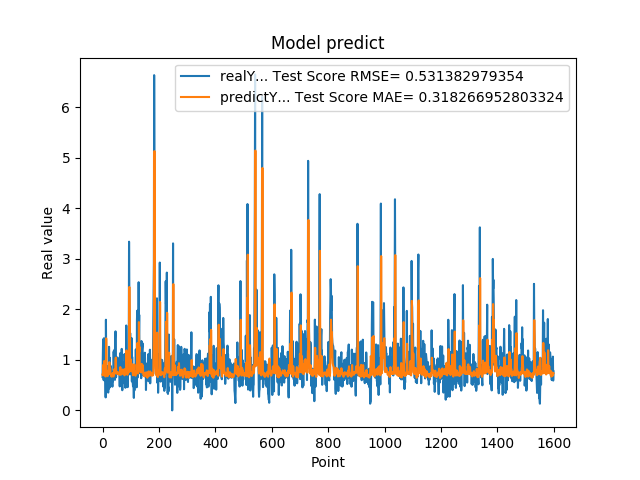 Model predict
realY... Test Score RMSE= 0.531382979354
predictY... Test Score MAE= 0.318266952803324
6
5
4
3
2
1
0
Real value
0 200 400 600 800 1000 1200 1400 1600
Point